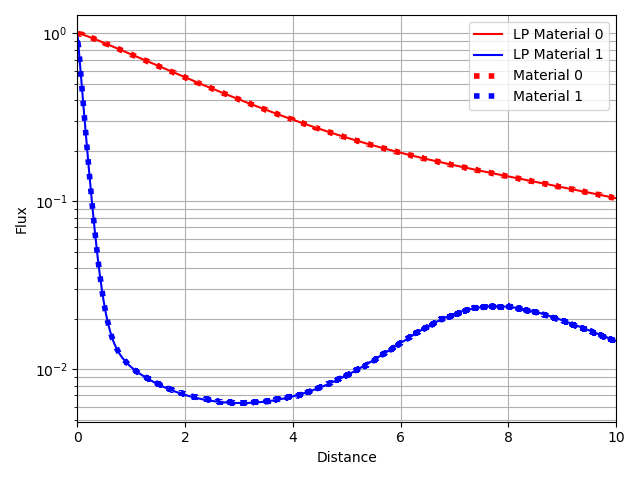 10⁰
10⁻¹
10⁻²
Flux
0 2 4 6 8 10
Distance
LP Material 0
LP Material 1
Material 0
Material 1